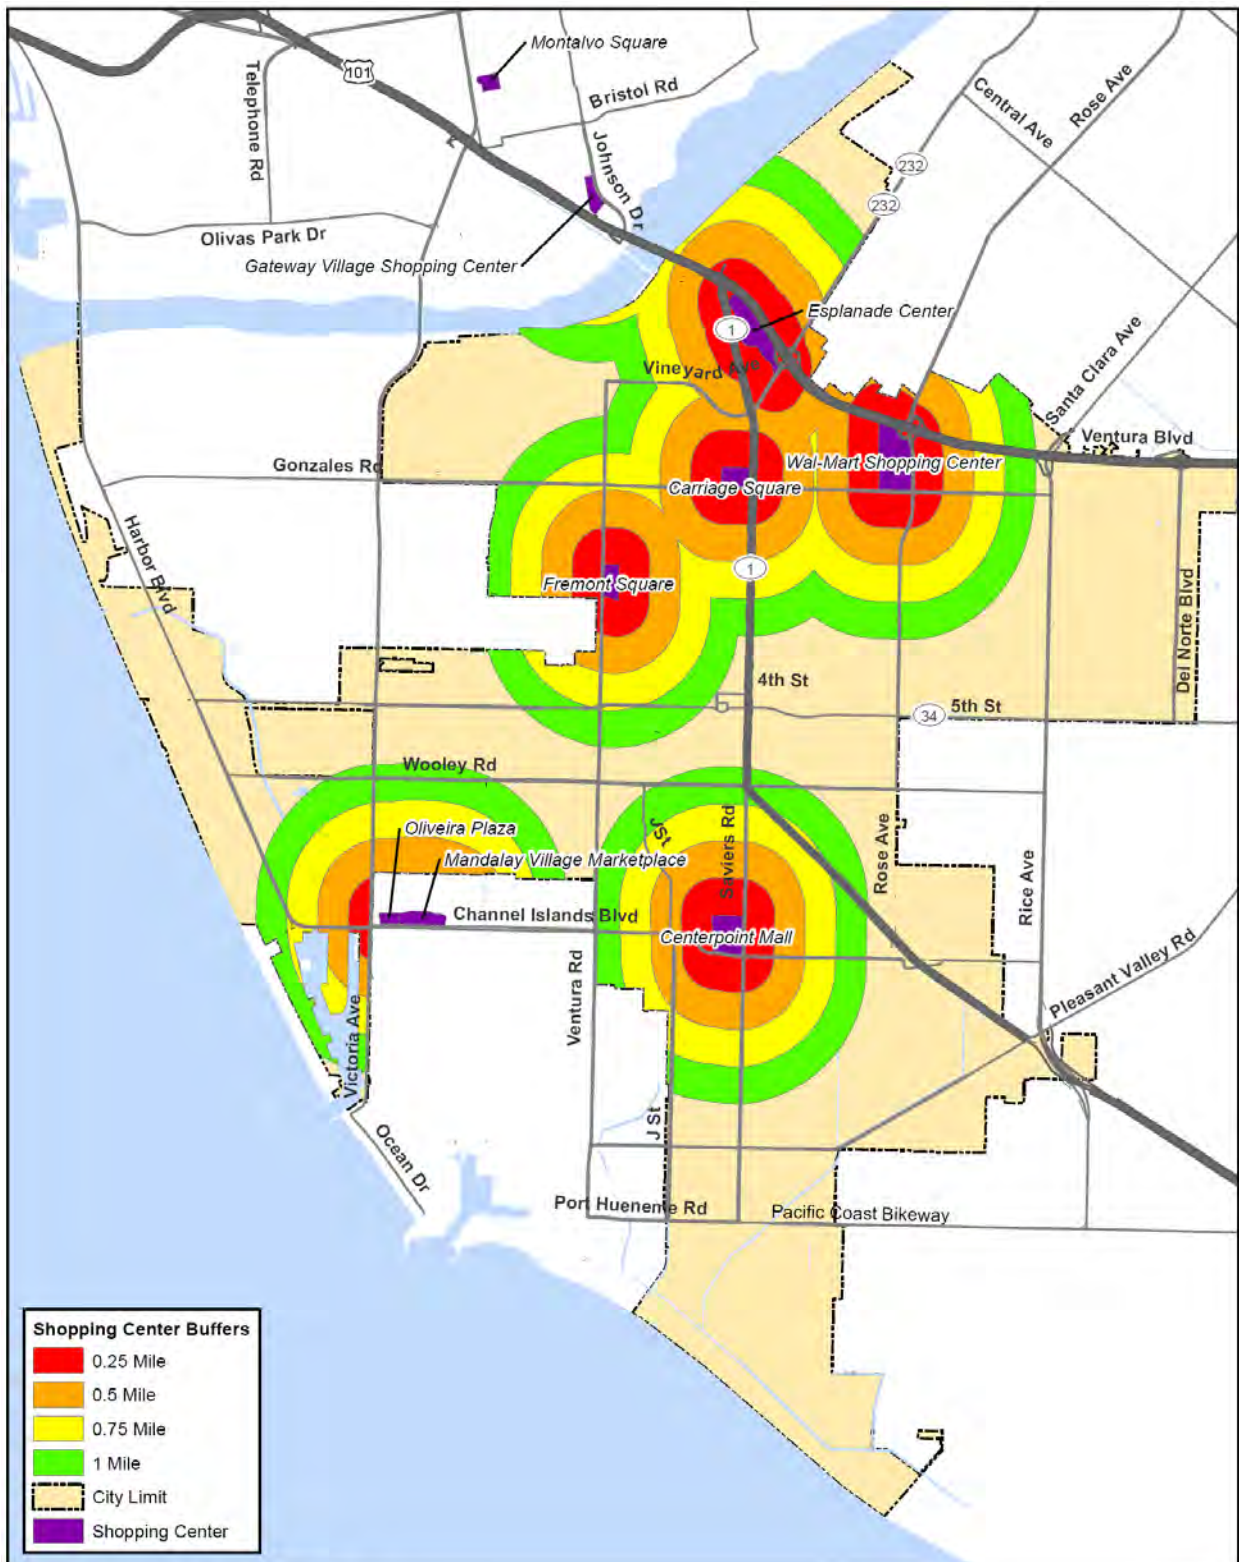 Montalvo Square
101
Telephone Rd
Bristol Rd
Johnson Dr
Central Ave
Rose Ave
232
232
Olivas Park Dr
Gateway Village Shopping Center
Esplanade Center
1
Vineyard Ave
Santa Clara Ave
Ventura Blvd
Gonzales Rd
Wal-Mart Shopping Center
Carriage Square
Harbor Blvd
1
Fremont Square
Del Norte Blvd
4th St
34
5th St
Wooley Rd
J St
Saviers Rd
Rose Ave
Rice Ave
Oliveira Plaza
Mandalay Village Marketplace
Channel Islands Blvd
Centerpoint Mall
Ventura Rd
Pleasant Valley Rd
Victoria Ave
J St
Ocean Dr
Port Hueneme Rd
Pacific Coast Bikeway
Shopping Center Buffers
0.25 Mile
0.5 Mile
0.75 Mile
1 Mile
City Limit
Shopping Center